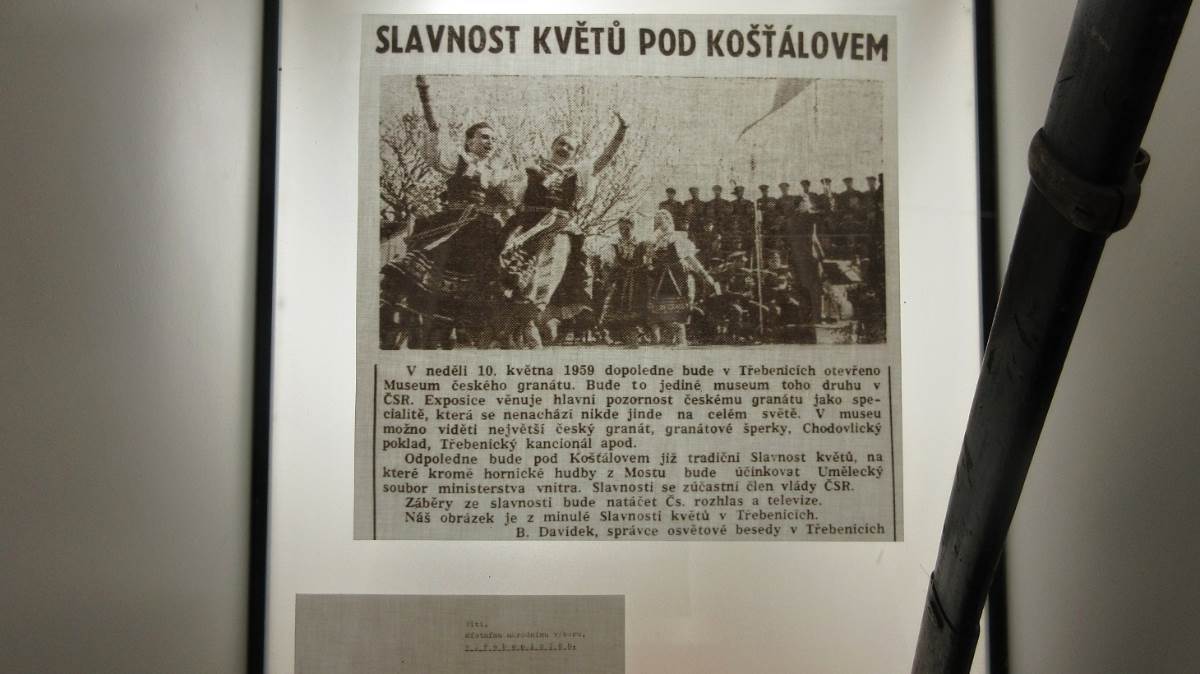 SLAVNOST KVĚTŮ POD KOŠŤÁLOVEM
V neděli 10. května 1959 dopoledne bude v Třebenicích otevřeno
Museum českého granátu. Bude to jediné museum toho druhu v
ČSR. Exposice věnuje hlavní pozornost českému granátu jako spe-
cialitě, která se nenachází nikde jinde na celém světě. V museu
možno viděti největší český granát, granátové šperky, Chodovlický
poklad, Třebenický kancionál apod.
Odpoledne bude pod Košťálovem již tradiční Slavnost květů, na
které kromě hornické hudby z Mostu bude účinkovat Umělecký
soubor ministerstva vnitra. Slavnosti se zúčastní člen vlády ČSR.
Záběry ze slavnosti bude natáčet Čs. rozhlas a televize.
Náš obrázek je z minulé Slavnosti květů v Třebenicích.
B. Davídek, správce osvětové besedy v Třebenicích
Místnímu národnímu výboru,